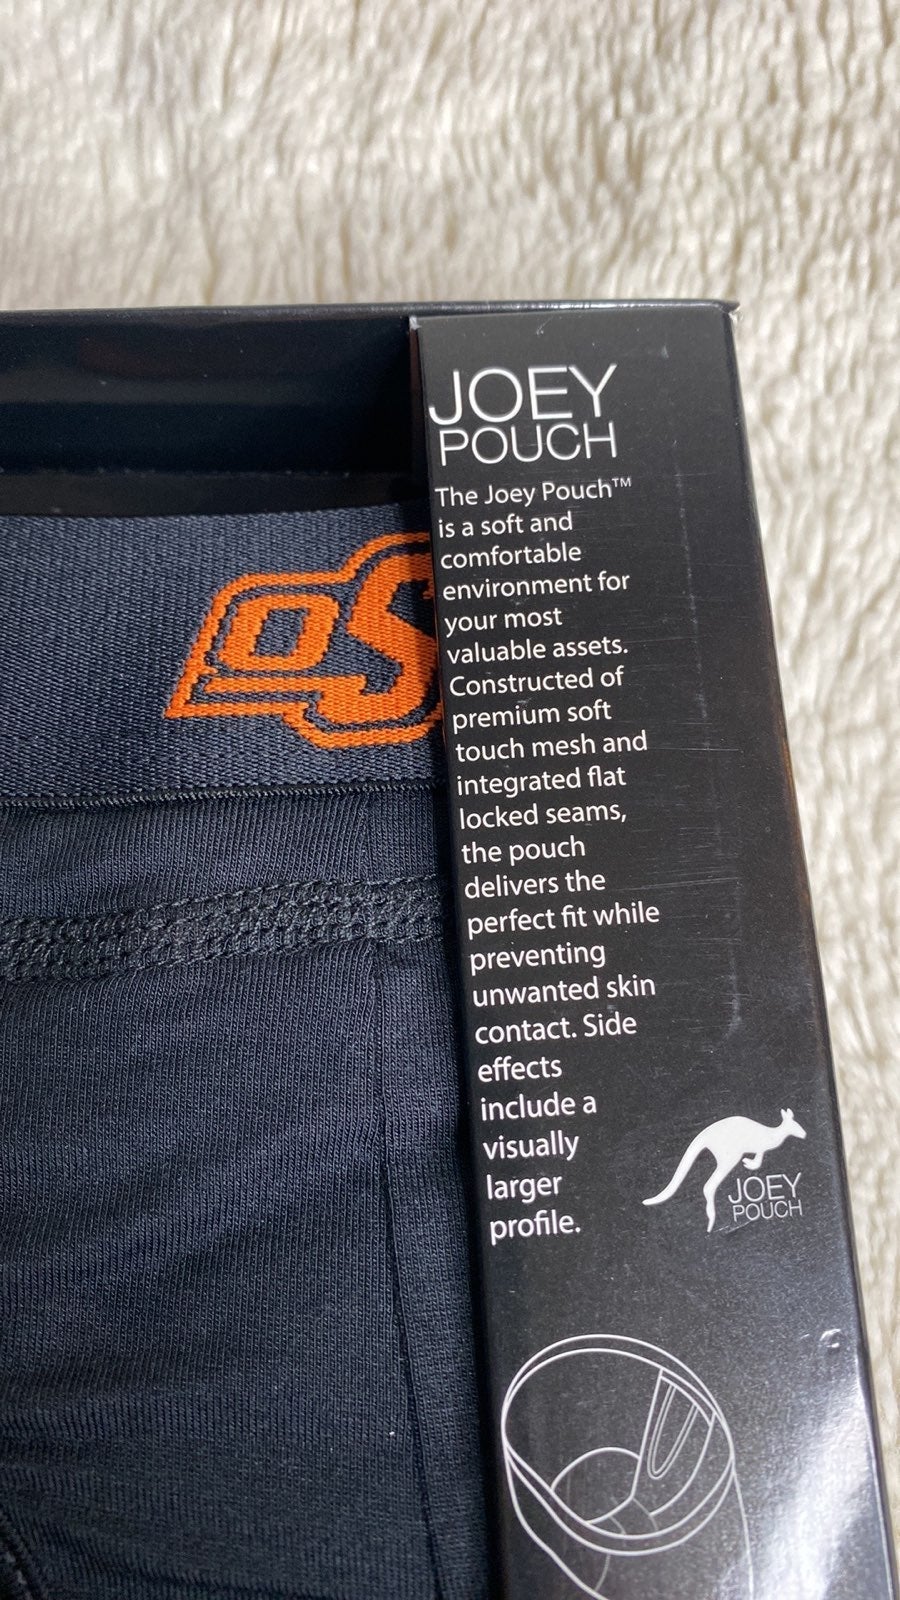 JOEY
POUCH
The Joey Pouch™
is a soft and
comfortable
environment for
your most
valuable assets.
Constructed of
premium soft
touch mesh and
integrated flat
locked seams,
the pouch
delivers the
perfect fit while
preventing
unwanted skin
contact. Side
effects
include a
visually
larger
profile.
JOEY
POUCH
OS